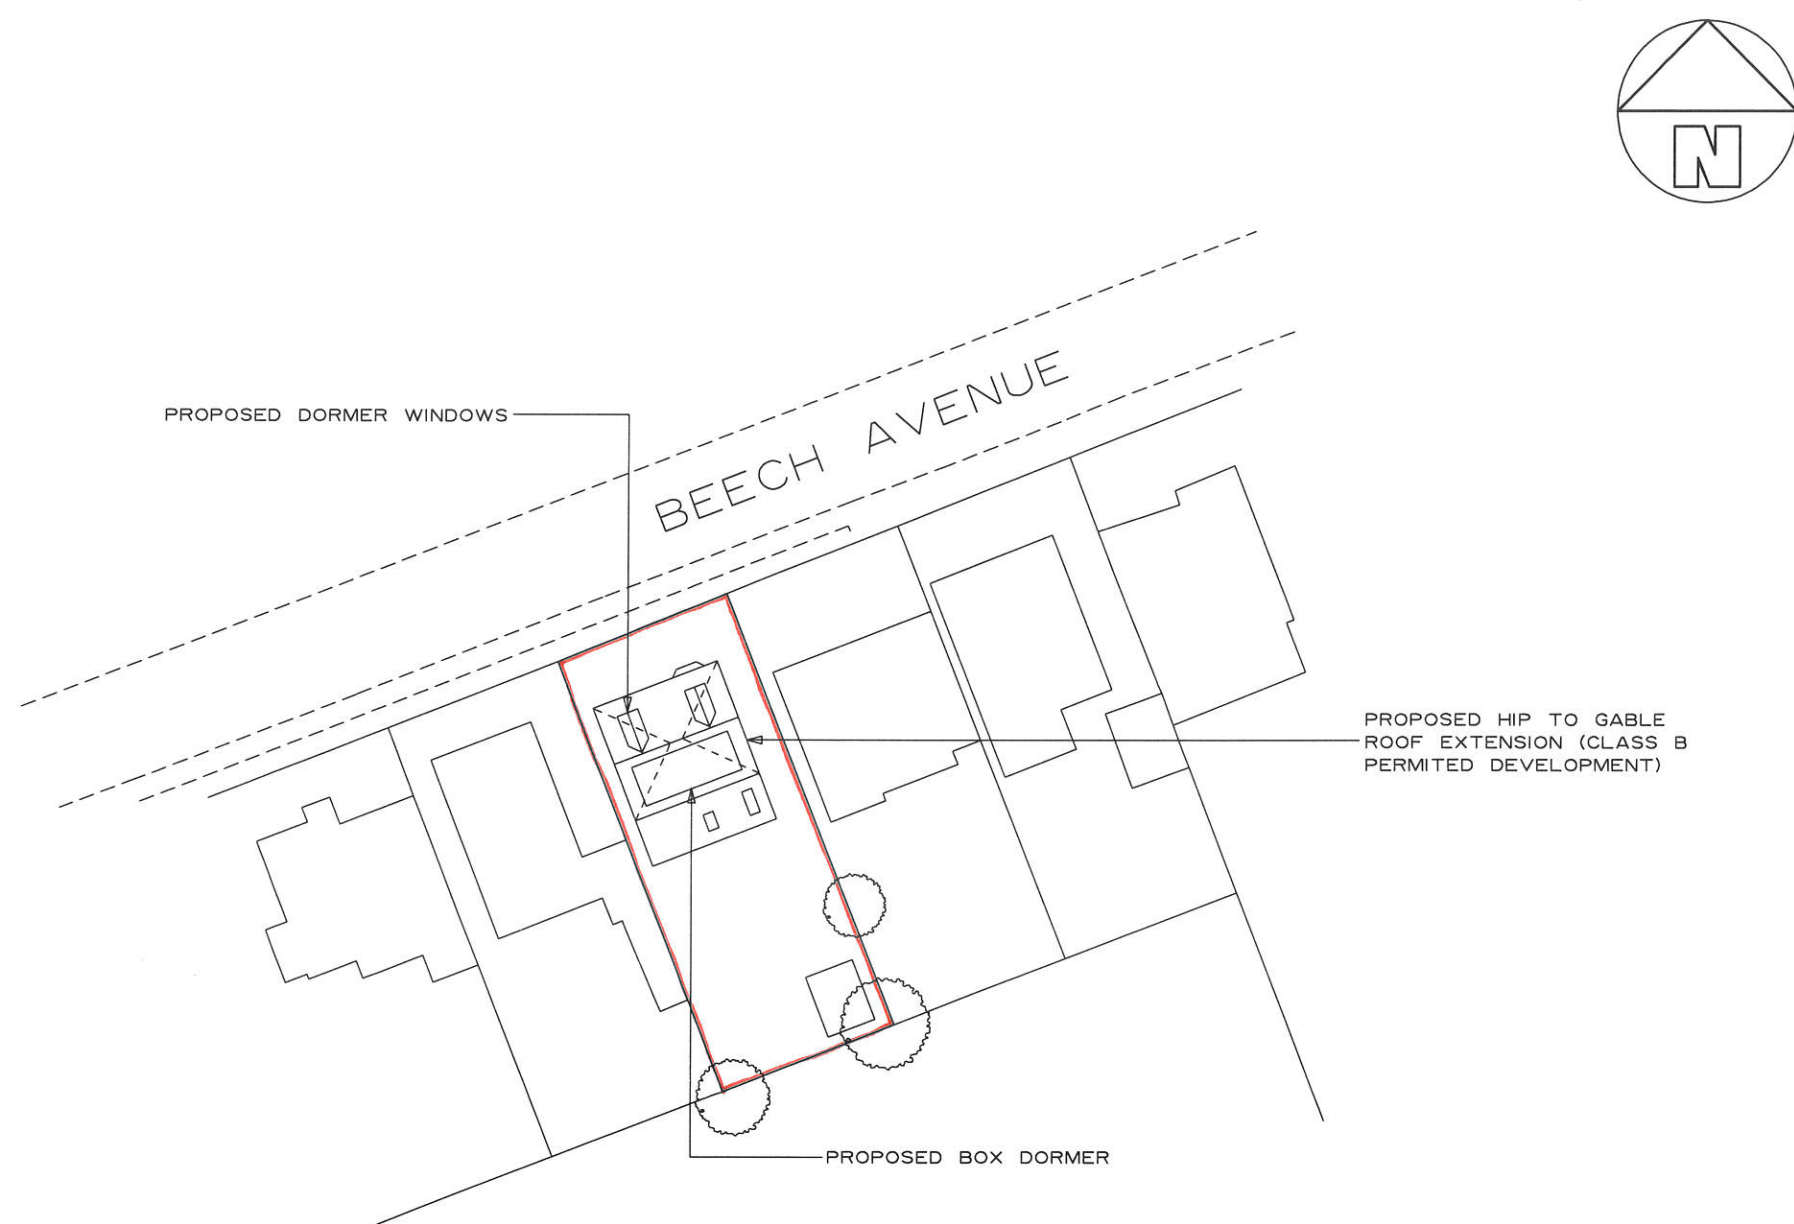 N
PROPOSED DORMER WINDOWS
BEECH AVENUE
PROPOSED HIP TO GABLE
ROOF EXTENSION (CLASS B
PERMITED DEVELOPMENT)
PROPOSED BOX DORMER